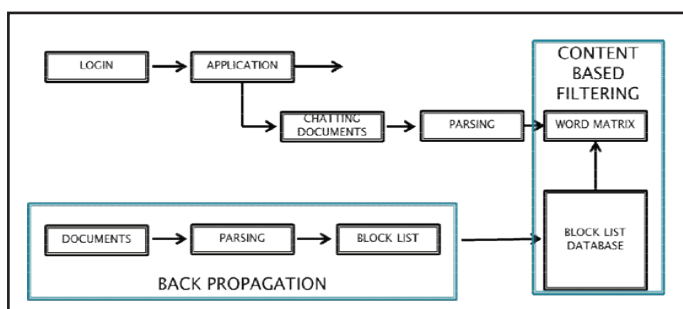 LOGIN
APPLICATION
CONTENT
BASED
FILTERING
CHATTING
DOCUMENTS
PARSING
WORD MATRIX
DOCUMENTS
PARSING
BLOCK LIST
BLOCK LIST
DATABASE
BACK PROPAGATION